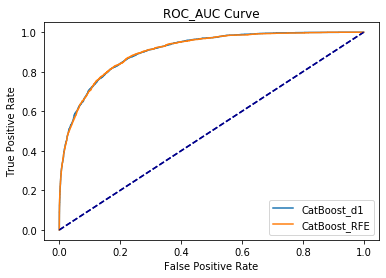 ROC_AUC Curve
True Positive Rate
1.0
0.8
0.6
0.4
0.2
0.0
CatBoost_d1
CatBoost_RFE
0.0 0.2 0.4 0.6 0.8 1.0
False Positive Rate